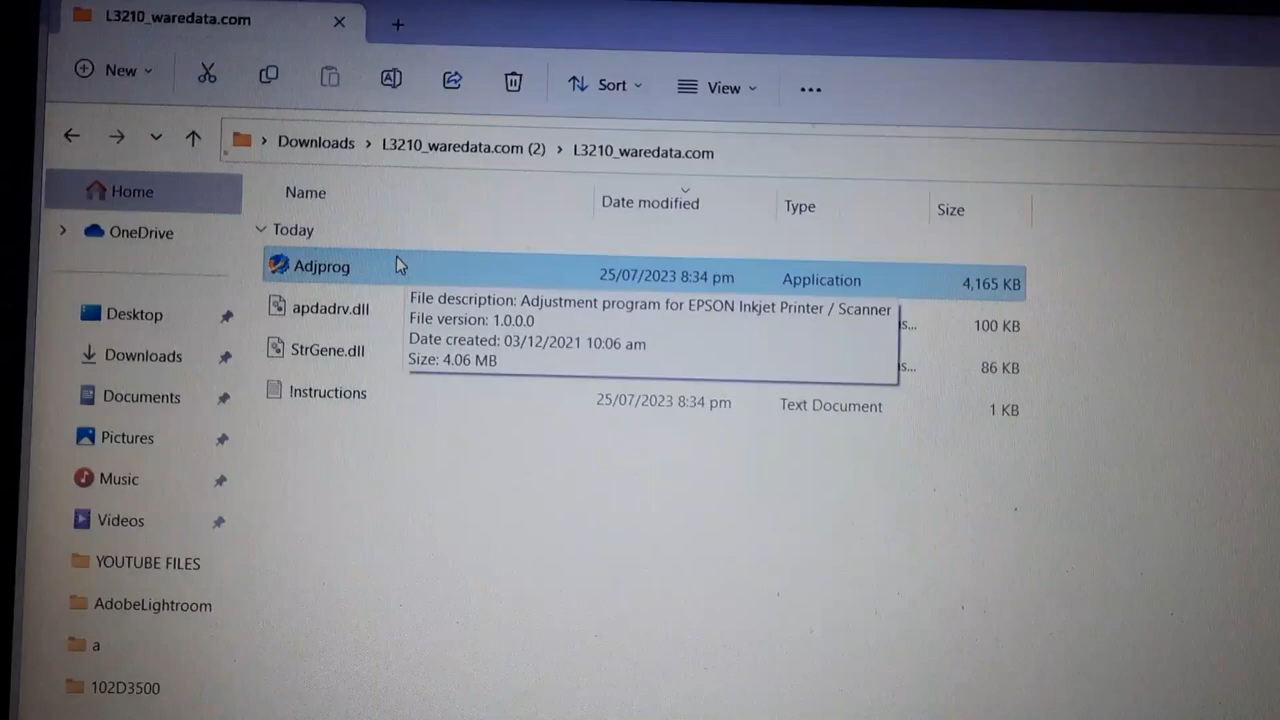 L3210_waredata.com
New
Sort
View
Downloads > L3210_waredata.com (2) > L3210_waredata.com
Home
OneDrive
Desktop
Downloads
Documents
Pictures
Music
Videos
YOUTUBE FILES
AdobeLightroom
a
102D3500
Name Date modified Type Size
Today
Adjprog 25/07/2023 8:34 pm Application 4,165 KB
apdadrv.dll s... 100 KB
StrGene.dll s... 86 KB
!nstructions 25/07/2023 8:34 pm Text Document 1 KB
File description: Adjustment program for EPSON Inkjet Printer / Scanner
File version: 1.0.0.0
Date created: 03/12/2021 10:06 am
Size: 4.06 MB